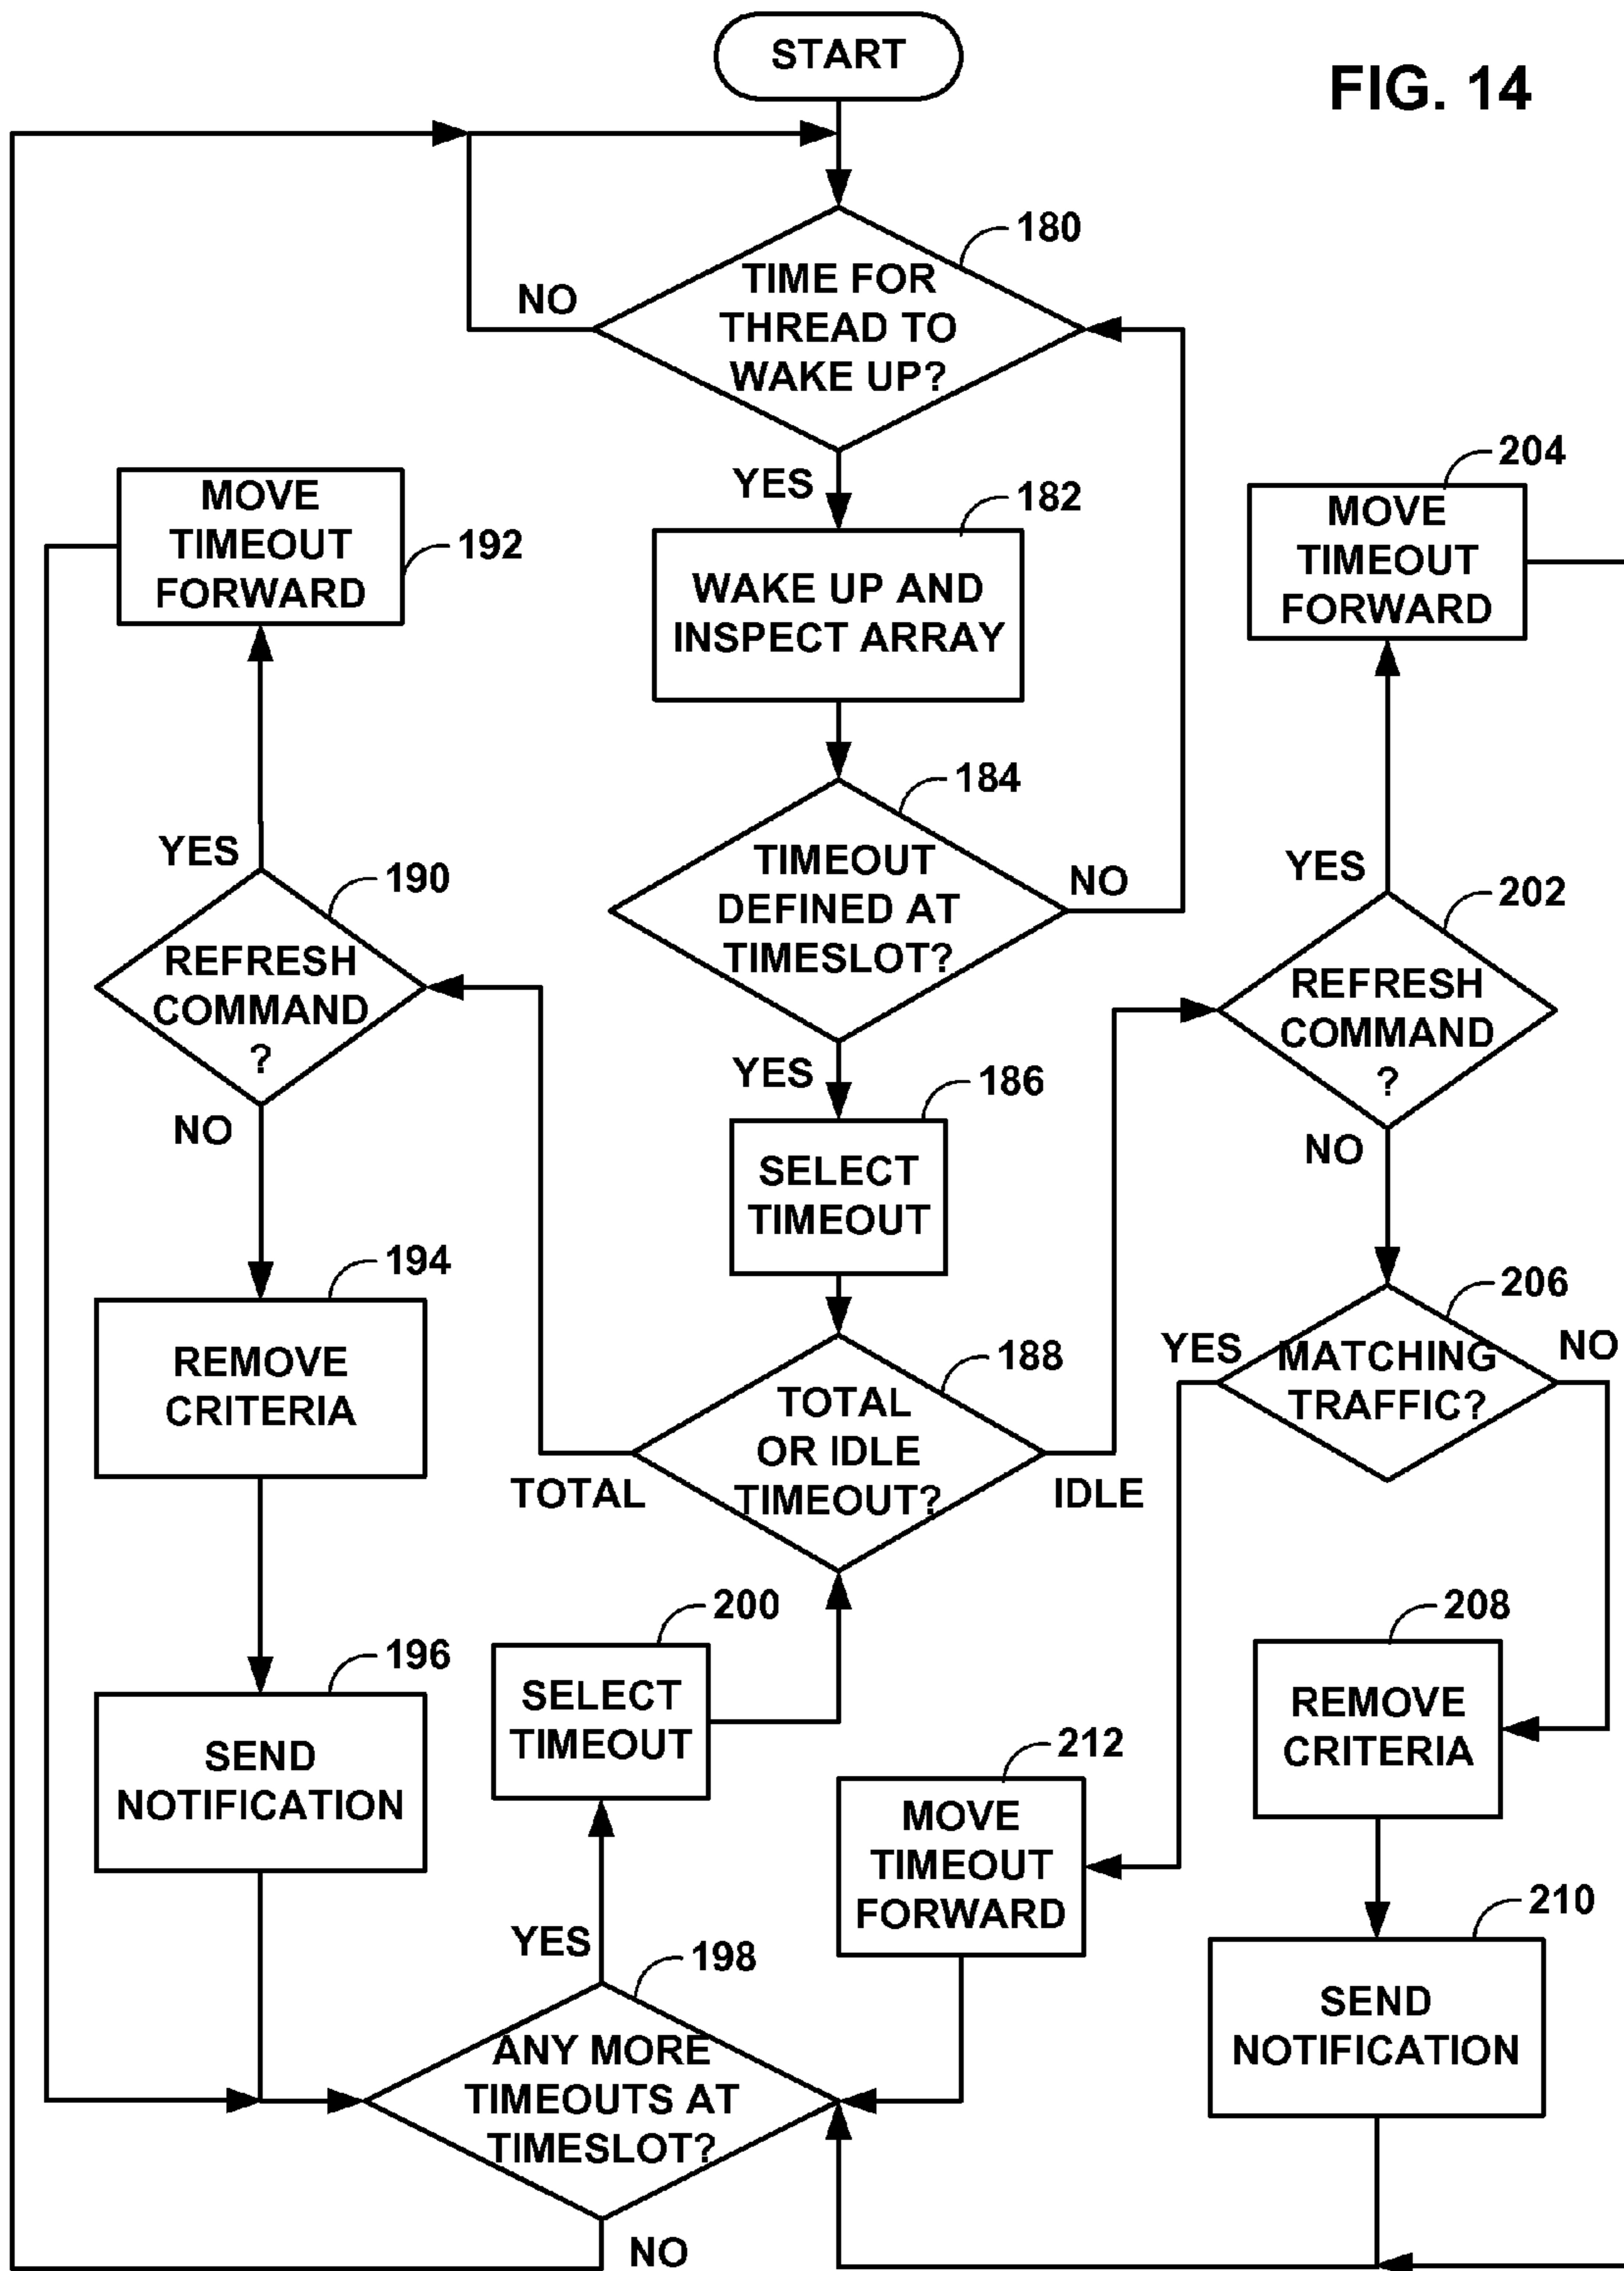 START
FIG. 14
180
TIME FOR
THREAD TO
WAKE UP?
NO
YES
182
WAKE UP AND
INSPECT ARRAY
MOVE
TIMEOUT
FORWARD
192
204
MOVE
TIMEOUT
FORWARD
184
TIMEOUT
DEFINED AT
TIMESLOT?
NO
YES
YES
190
REFRESH
COMMAND
?
NO
YES
202
REFRESH
COMMAND
?
NO
186
SELECT
TIMEOUT
194
REMOVE
CRITERIA
188
TOTAL
OR IDLE
TIMEOUT?
TOTAL
IDLE
206
YES
MATCHING
TRAFFIC?
NO
200
SELECT
TIMEOUT
208
REMOVE
CRITERIA
196
SEND
NOTIFICATION
212
MOVE
TIMEOUT
FORWARD
210
SEND
NOTIFICATION
YES
198
ANY MORE
TIMEOUTS AT
TIMESLOT?
NO